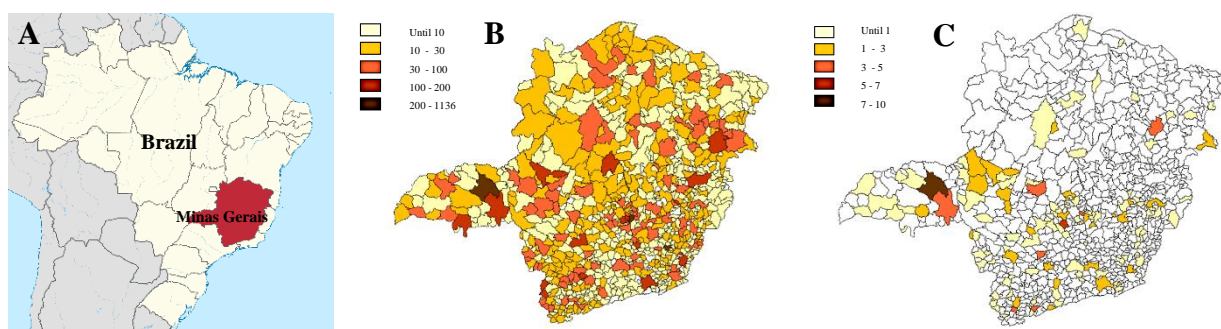 A
Brazil
Minas Gerais
B
Until 10
10 - 30
30 - 100
100 - 200
200 - 1136
C
Until 1
1 - 3
3 - 5
5 - 7
7 - 10